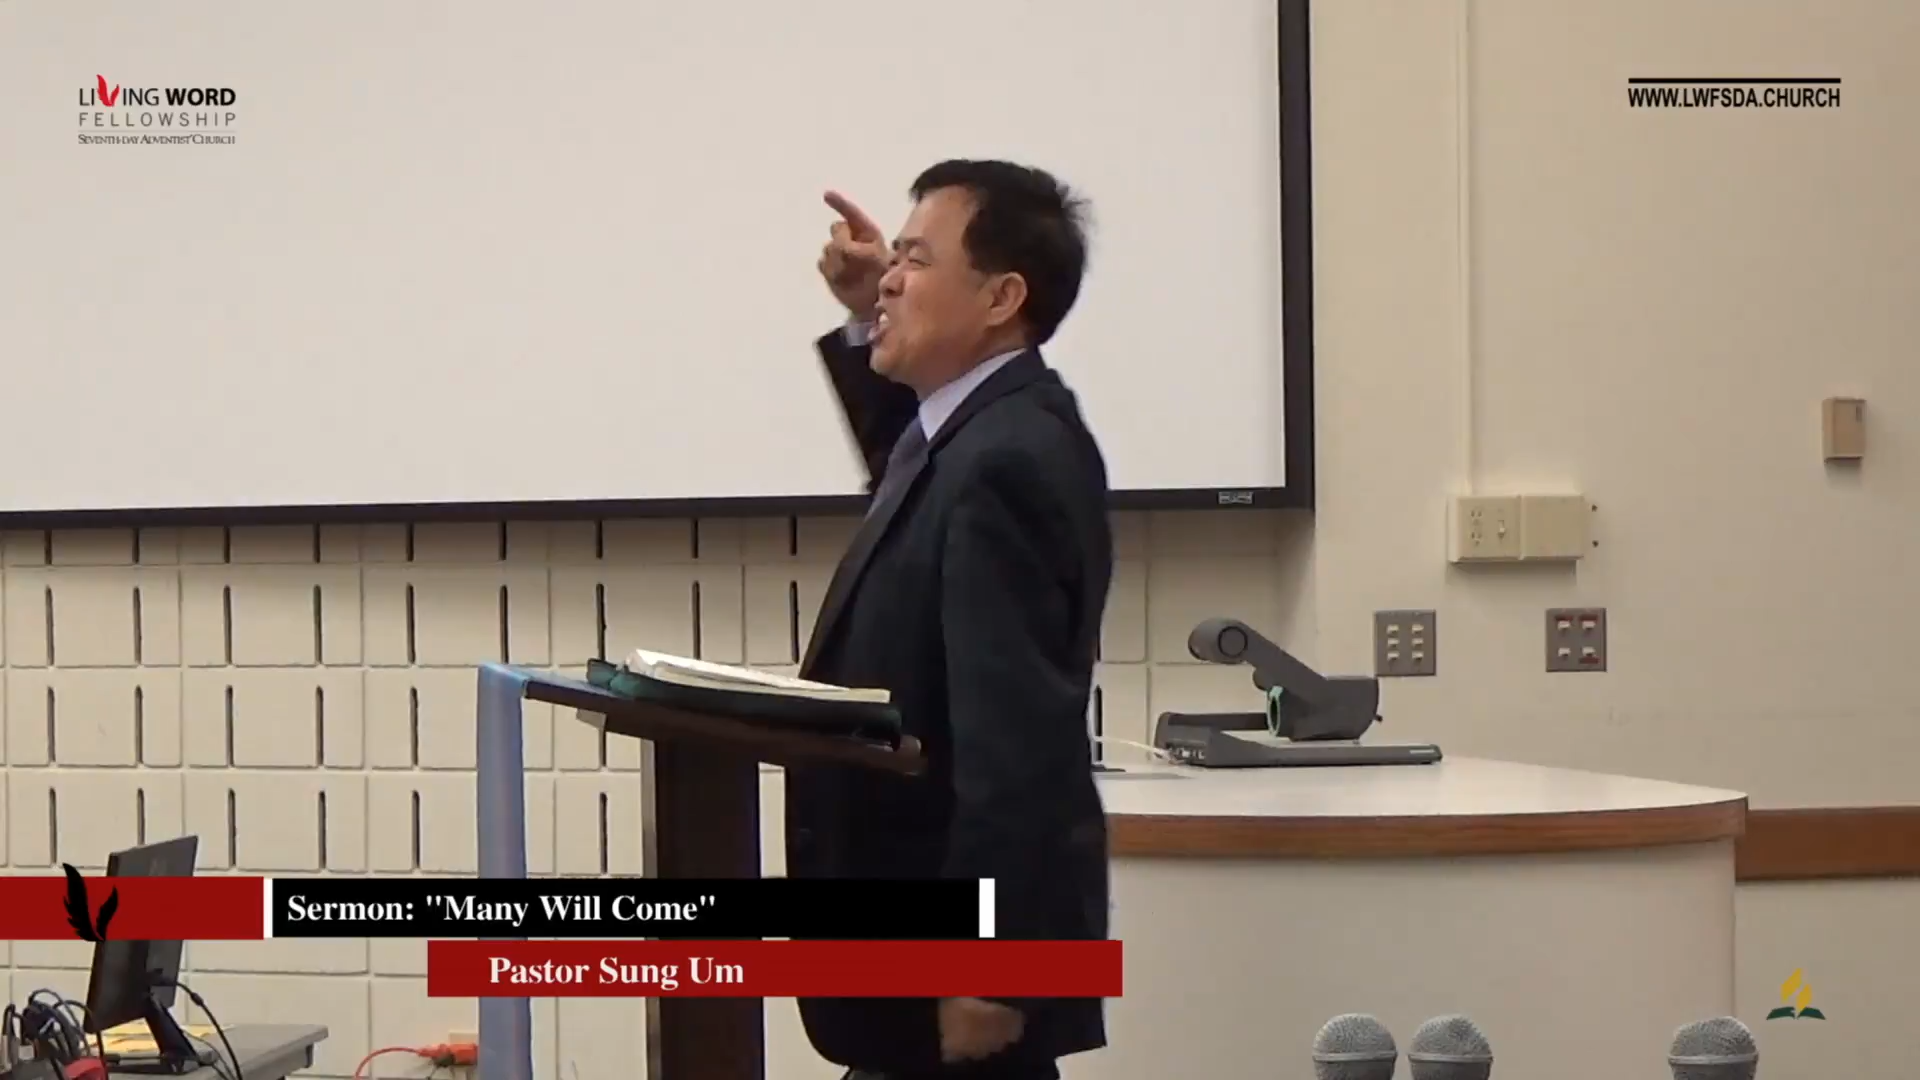 LIVING WORD
FELLOWSHIP
SEVENTH-DAY ADVENTIST CHURCH
WWW.LWFSDA.CHURCH
Sermon: "Many Will Come"
Pastor Sung Um